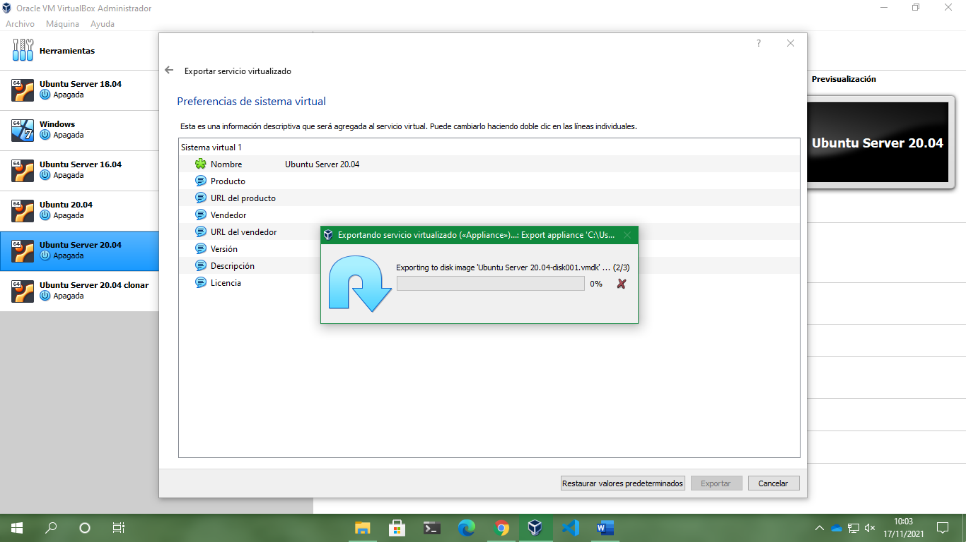 Oracle VM VirtualBox Administrador
Archivo Máquina Ayuda
Herramientas
Ubuntu Server 18.04
Apagada
Windows
Apagada
Ubuntu Server 16.04
Apagada
Ubuntu 20.04
Apagada
Ubuntu Server 20.04
Apagada
Ubuntu Server 20.04 clonar
Apagada
?
Exportar servicio virtualizado
Preferencias de sistema virtual
Esta es una información descriptiva que será agregada al servicio virtual. Puede cambiarlo haciendo doble clic en las líneas individuales.
Sistema virtual 1
Nombre Ubuntu Server 20.04
Producto
URL del producto
Vendedor
URL del vendedor
Versión
Descripción
Licencia
Exportando servicio virtualizado («Appliance»)...: Export appliance 'C:\Us...
Exporting to disk image 'Ubuntu Server 20.04-disk001.vmdk' ... (2/3)
0%
Restaurar valores predeterminados Exportar Cancelar
Previsualización
Ubuntu Server 20.04
10:03
17/11/2021